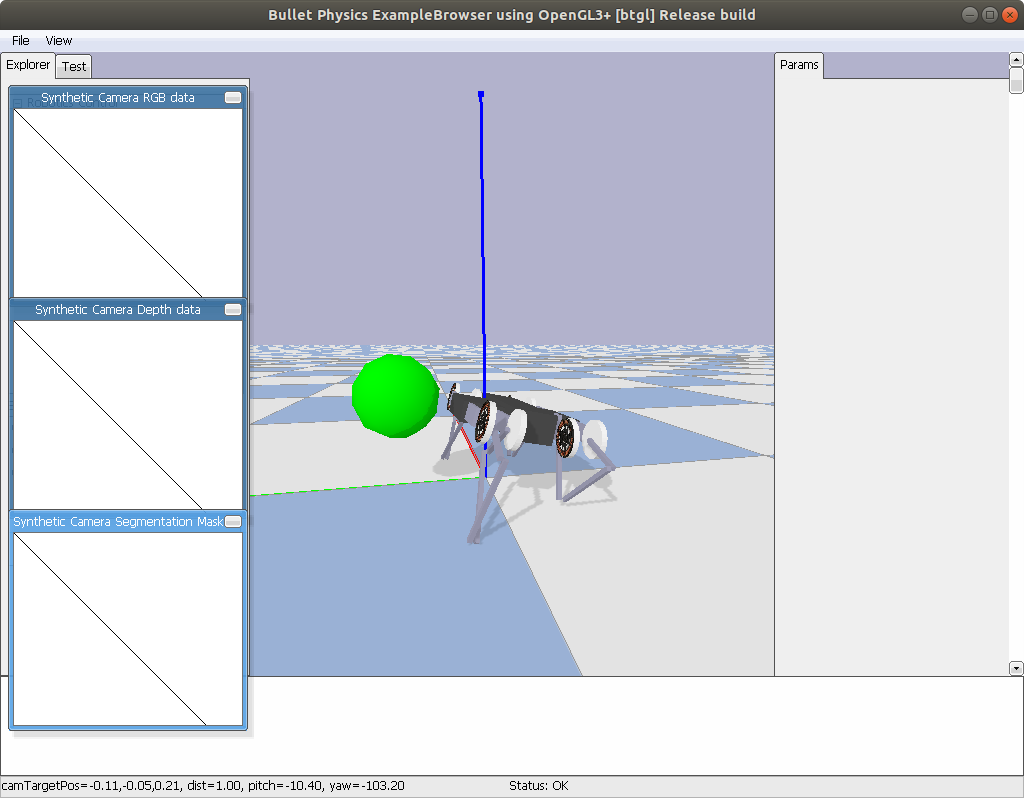 Bullet Physics ExampleBrowser using OpenGL3+ [btgl] Release build
File View
Explorer Test
Params
Synthetic Camera RGB data
Synthetic Camera Depth data
Synthetic Camera Segmentation Mask
camTargetPos=-0.11,-0.05,0.21, dist=1.00, pitch=-10.40, yaw=-103.20 Status: OK